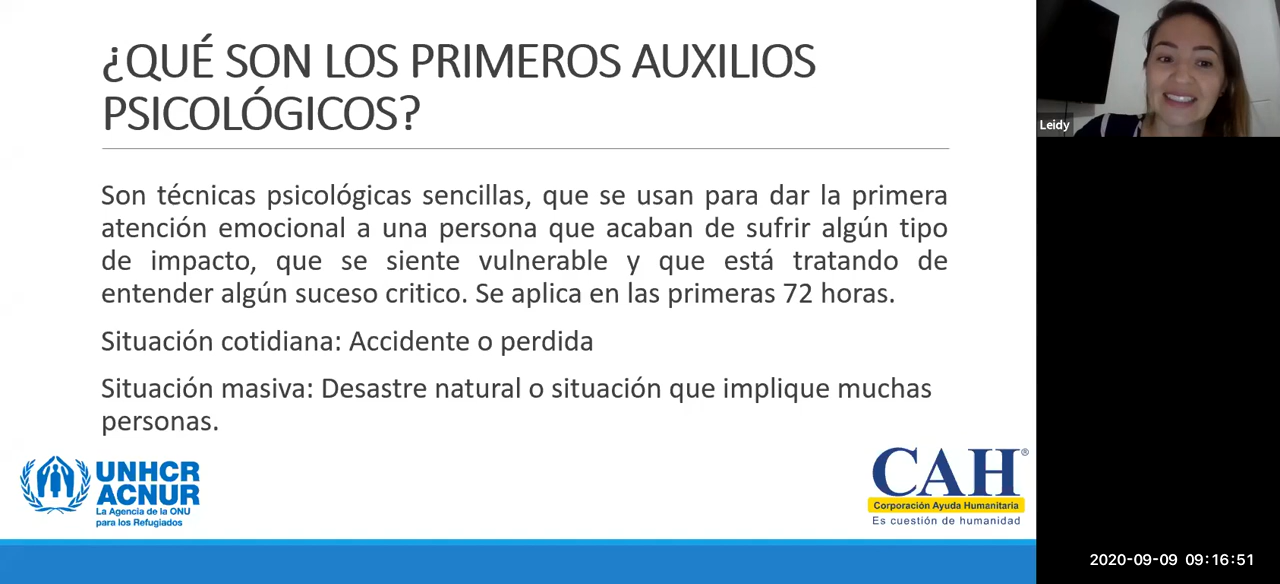 ¿QUÉ SON LOS PRIMEROS AUXILIOS
PSICOLÓGICOS?
Son técnicas psicológicas sencillas, que se usan para dar la primera
atención emocional a una persona que acaban de sufrir algún tipo
de impacto, que se siente vulnerable y que está tratando de
entender algún suceso critico. Se aplica en las primeras 72 horas.
Situación cotidiana: Accidente o perdida
Situación masiva: Desastre natural o situación que implique muchas
personas.
UNHCR
ACNUR
La Agencia de la ONU
para los Refugiados
CAH®
Corporación Ayuda Humanitaria
Es cuestión de humanidad
Leidy
2020-09-09 09:16:51